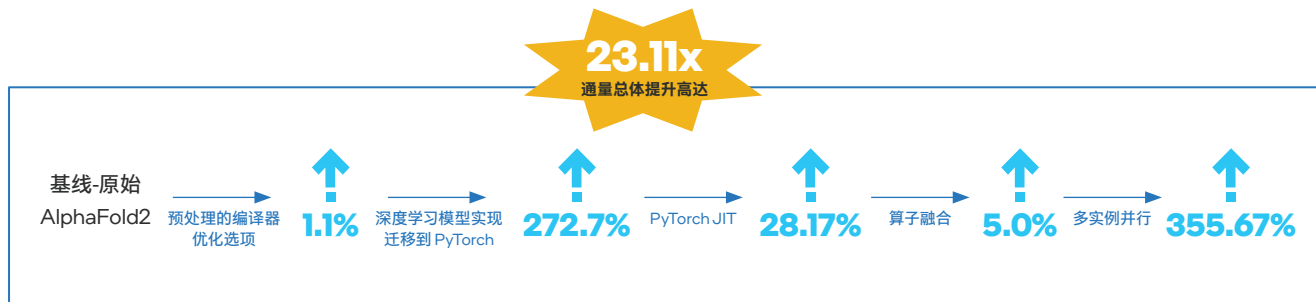 23.11x
通量总体提升高达
基线-原始
AlphaFold2
预处理的编译器
优化选项
1.1%
深度学习模型实现
迁移到 PyTorch
272.7%
PyTorch JIT
28.17%
算子融合
5.0%
多实例并行
355.67%